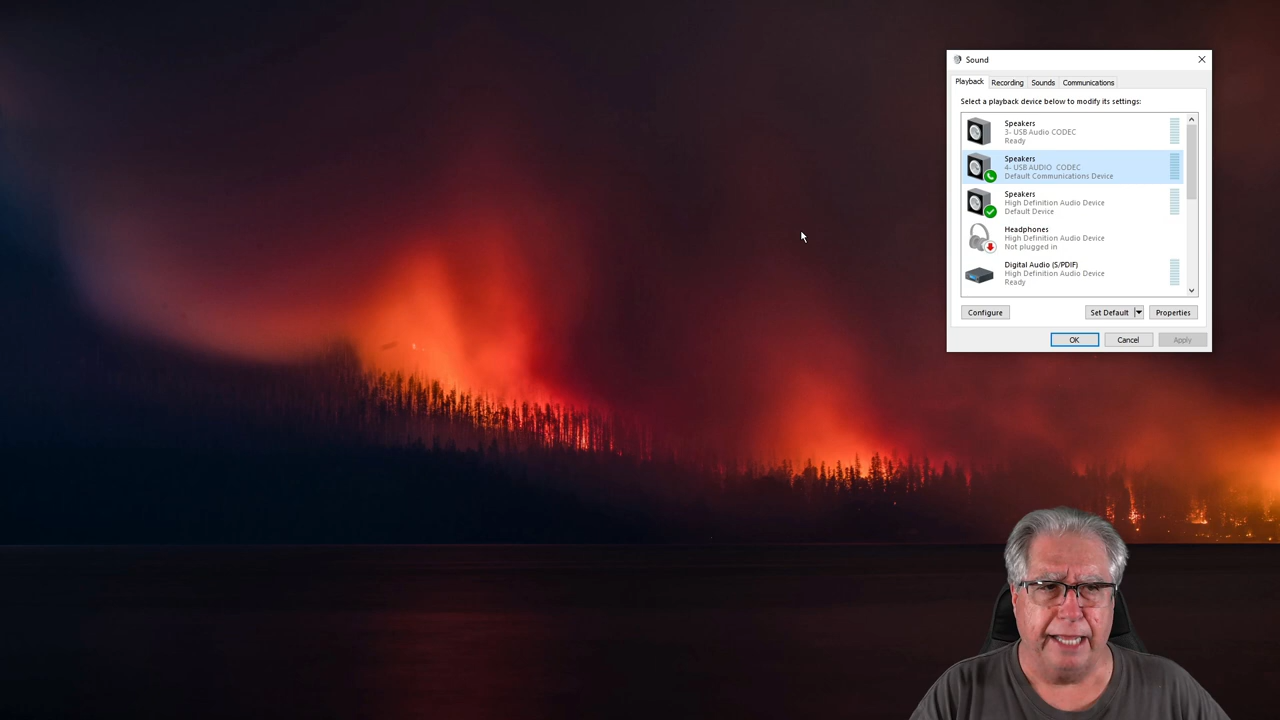 Sound
Playback
Recording
Sounds
Communications
Select a playback device below to modify its settings:
Speakers
3- USB Audio CODEC
Ready
Speakers
4- USB AUDIO  CODEC
Default Communications Device
Speakers
High Definition Audio Device
Default Device
Headphones
High Definition Audio Device
Not plugged in
Digital Audio (S/PDIF)
High Definition Audio Device
Ready
Configure
Set Default
Properties
OK
Cancel
Apply